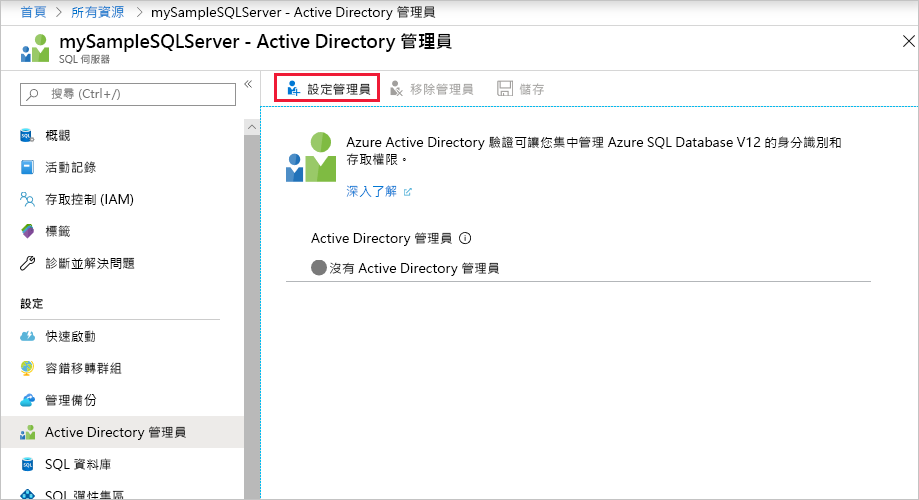 首頁 > 所有資源 > mySampleSQLServer - Active Directory 管理員
mySampleSQLServer - Active Directory 管理員
SQL 伺服器
搜尋 (Ctrl+/)
概觀
活動記錄
存取控制 (IAM)
標籤
診斷並解決問題
設定
快速啟動
容錯移轉群組
管理備份
Active Directory 管理員
SQL 資料庫
SQL 彈性集區
設定管理員 移除管理員 儲存
Azure Active Directory 驗證可讓您集中管理 Azure SQL Database V12 的身分識別和
存取權限。
深入了解
Active Directory 管理員
沒有 Active Directory 管理員